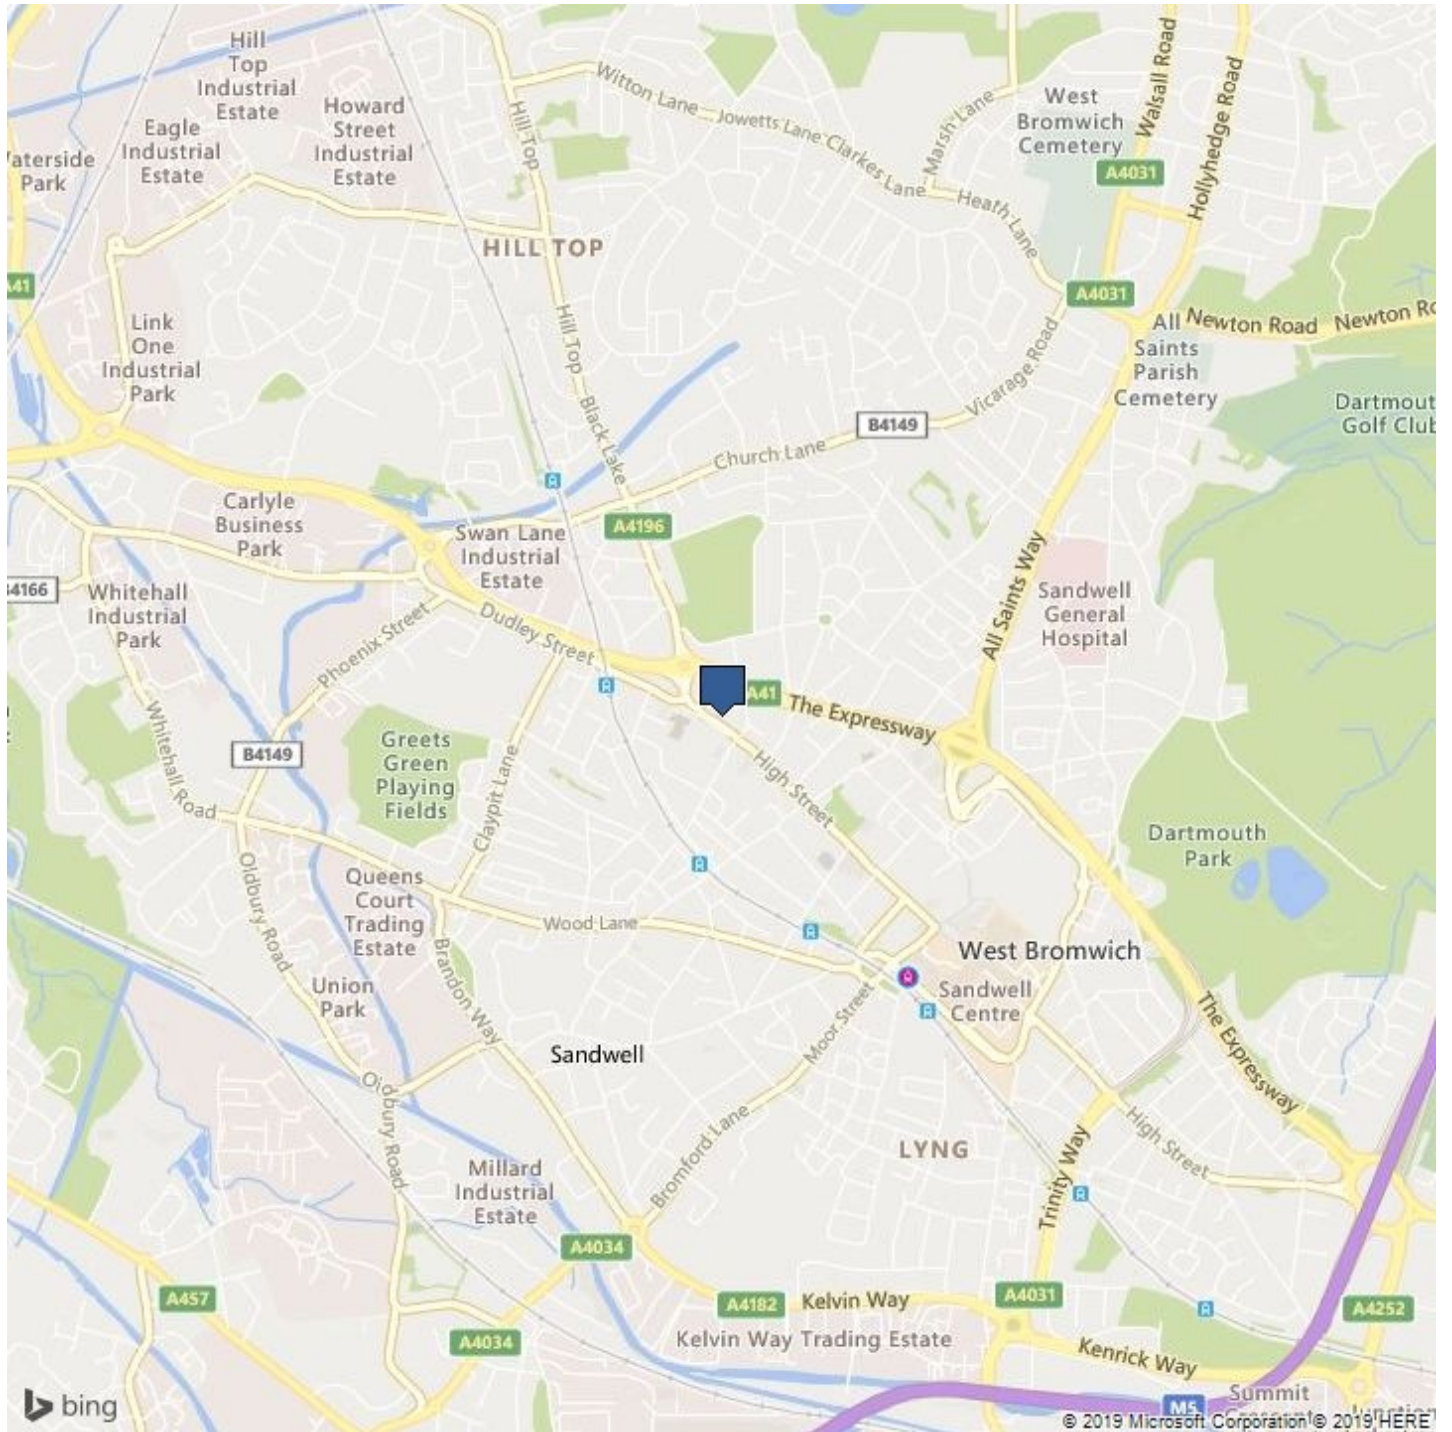 Hill
Top
Industrial
Estate
Howard
Street
Industrial
Estate
Eagle
Industrial
Estate
Waterside
Park
Hill Top
Witton Lane
Jowetts Lane
Clarkes Lane
Marsh Lane
West
Bromwich
Cemetery
Walsall Road
A4031
Hollyhedge Road
Heath Lane
HILL TOP
A41
A4031
Link
One
Industrial
Park
Hill Top
Vicarage Road
All
Saints
Parish
Cemetery
Newton Road
Newton Ro
Dartmout
Golf Club
Black Lake
B4149
Church Lane
Carlyle
Business
Park
Swan Lane
Industrial
Estate
A4196
All Saints Way
Sandwell
General
Hospital
B4166
Whitehall
Industrial
Park
Phoenix Street
Dudley Street
A41
The Expressway
Whitehall Road
B4149
Greets
Green
Playing
Fields
Claypit Lane
High Street
Dartmouth
Park
Oldbury Road
Queens
Court
Trading
Estate
Wood Lane
Brandon Way
West Bromwich
Sandwell
Centre
Union
Park
Moor Street
The Expressway
Sandwell
Oldbury Road
Bromford Lane
LYNG
High Street
Trinity Way
Millard
Industrial
Estate
A4034
A457
A4182
Kelvin Way
A4031
A4252
A4034
Kelvin Way Trading Estate
Kenrick Way
Summit
M5
bing
© 2019 Microsoft Corporation © 2019 HERE